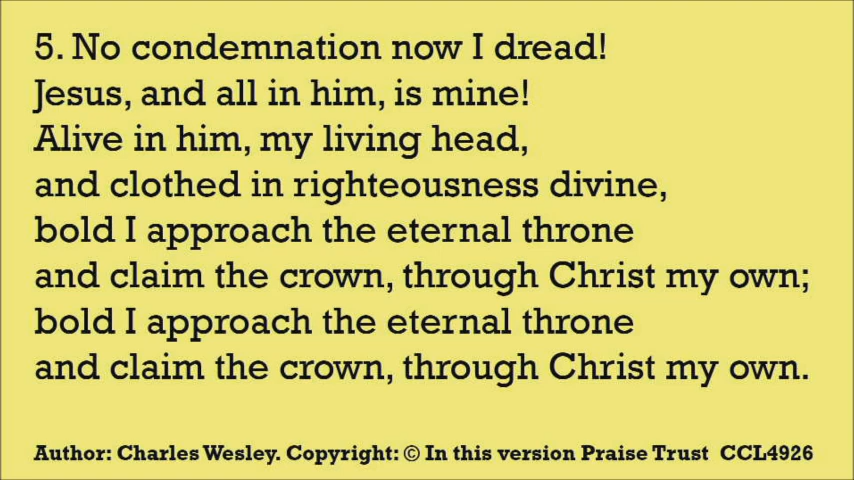 5. No condemnation now I dread!
Jesus, and all in him, is mine!
Alive in him, my living head,
and clothed in righteousness divine,
bold I approach the eternal throne
and claim the crown, through Christ my own;
bold I approach the eternal throne
and claim the crown, through Christ my own.
Author: Charles Wesley. Copyright: © In this version Praise Trust CCL4926